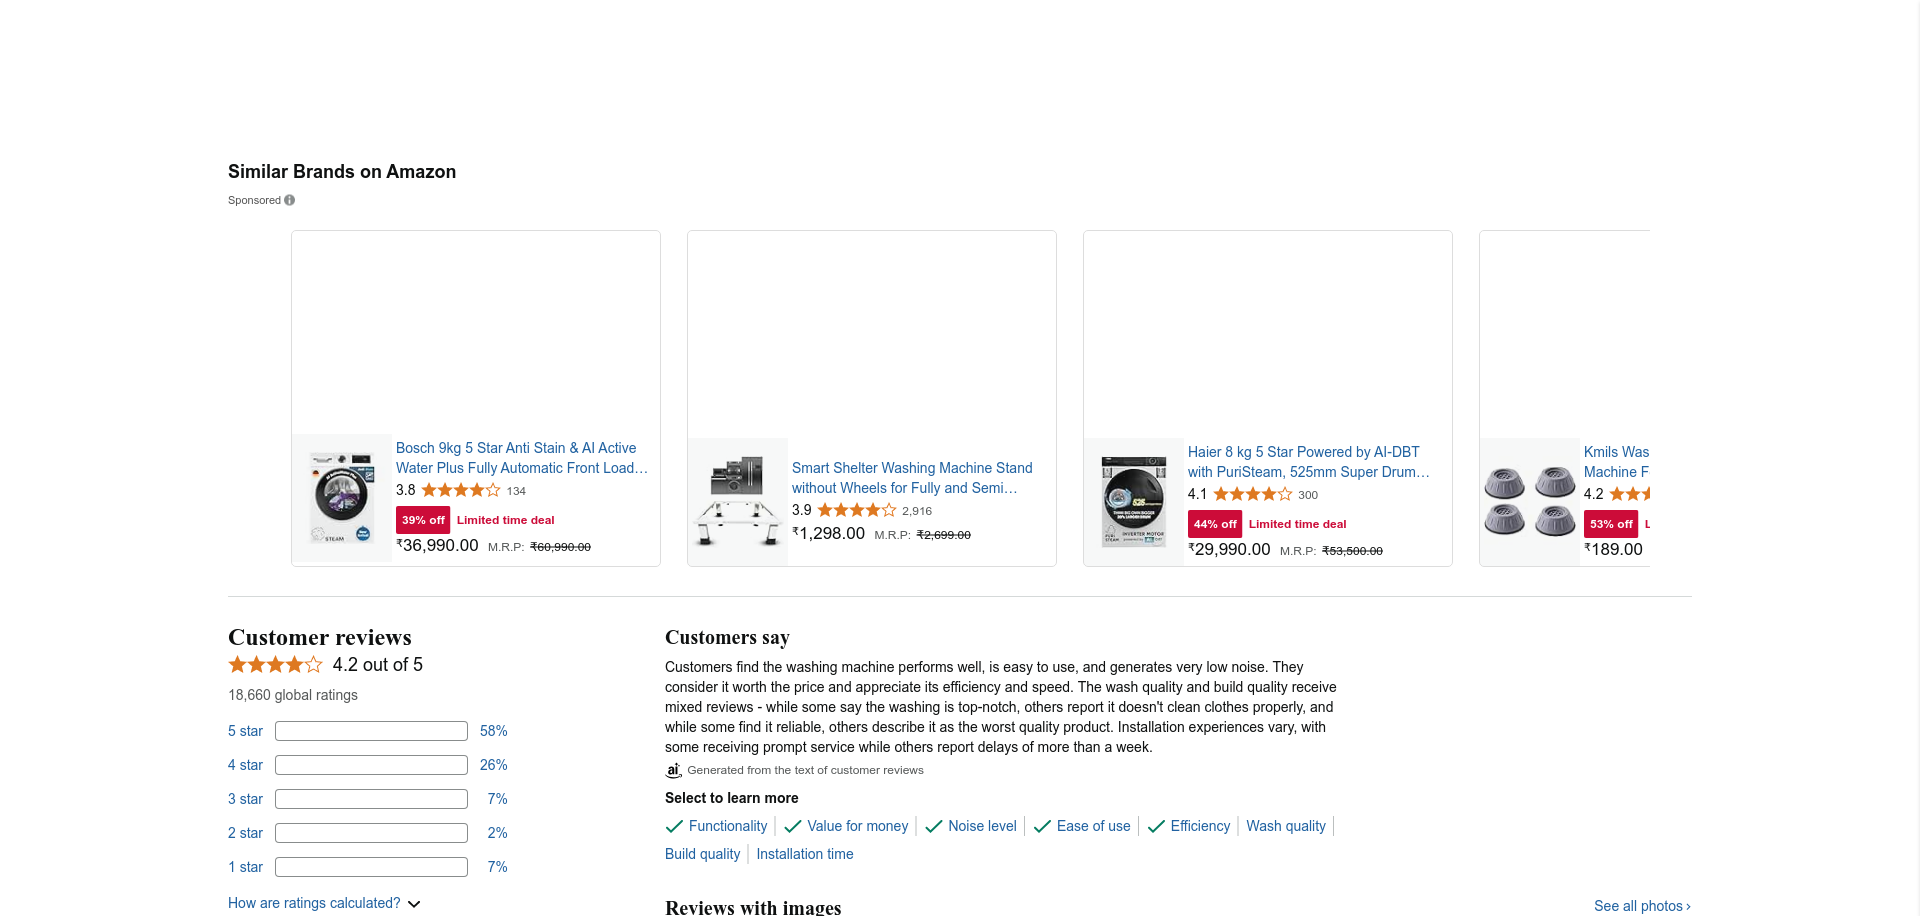 Similar Brands on Amazon
Sponsored
Bosch 9kg 5 Star Anti Stain & AI Active
Water Plus Fully Automatic Front Load…
3.8 134
39% off Limited time deal
₹36,990.00 M.R.P: ₹60,990.00
Smart Shelter Washing Machine Stand
without Wheels for Fully and Semi…
3.9 2,916
₹1,298.00 M.R.P: ₹2,699.00
Haier 8 kg 5 Star Powered by AI-DBT
with PuriSteam, 525mm Super Drum…
4.1 300
44% off Limited time deal
₹29,990.00 M.R.P: ₹53,500.00
Kmils Was
Machine F
4.2
53% off L
₹189.00
Customer reviews
4.2 out of 5
18,660 global ratings
5 star 58%
4 star 26%
3 star 7%
2 star 2%
1 star 7%
How are ratings calculated?
Customers say
Customers find the washing machine performs well, is easy to use, and generates very low noise. They
consider it worth the price and appreciate its efficiency and speed. The wash quality and build quality receive
mixed reviews - while some say the washing is top-notch, others report it doesn't clean clothes properly, and
while some find it reliable, others describe it as the worst quality product. Installation experiences vary, with
some receiving prompt service while others report delays of more than a week.
ai Generated from the text of customer reviews
Select to learn more
Functionality Value for money Noise level Ease of use Efficiency Wash quality
Build quality Installation time
Reviews with images
See all photos ›